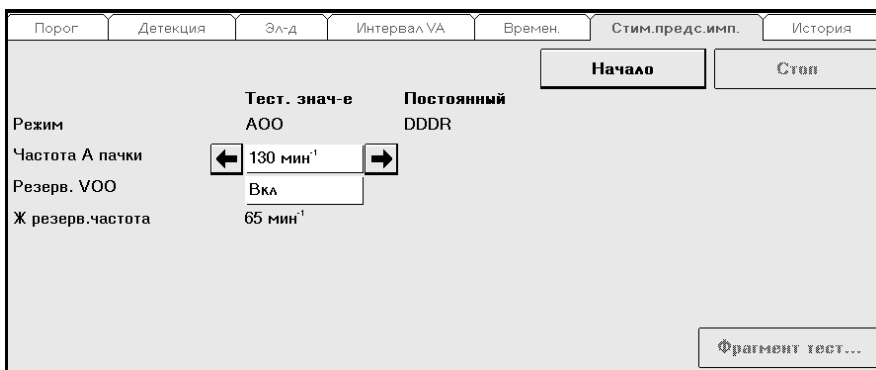 Порог Детекция Эл-д Интервал VA Времен. Стим.предс.имп. История
Начало Стоп
Тест. знач-е Постоянный
Режим AOO DDDR
Частота А пачки 130 мин⁻¹
Резерв. VOO Вкл
Ж резерв.частота 65 мин⁻¹
Фрагмент тест...